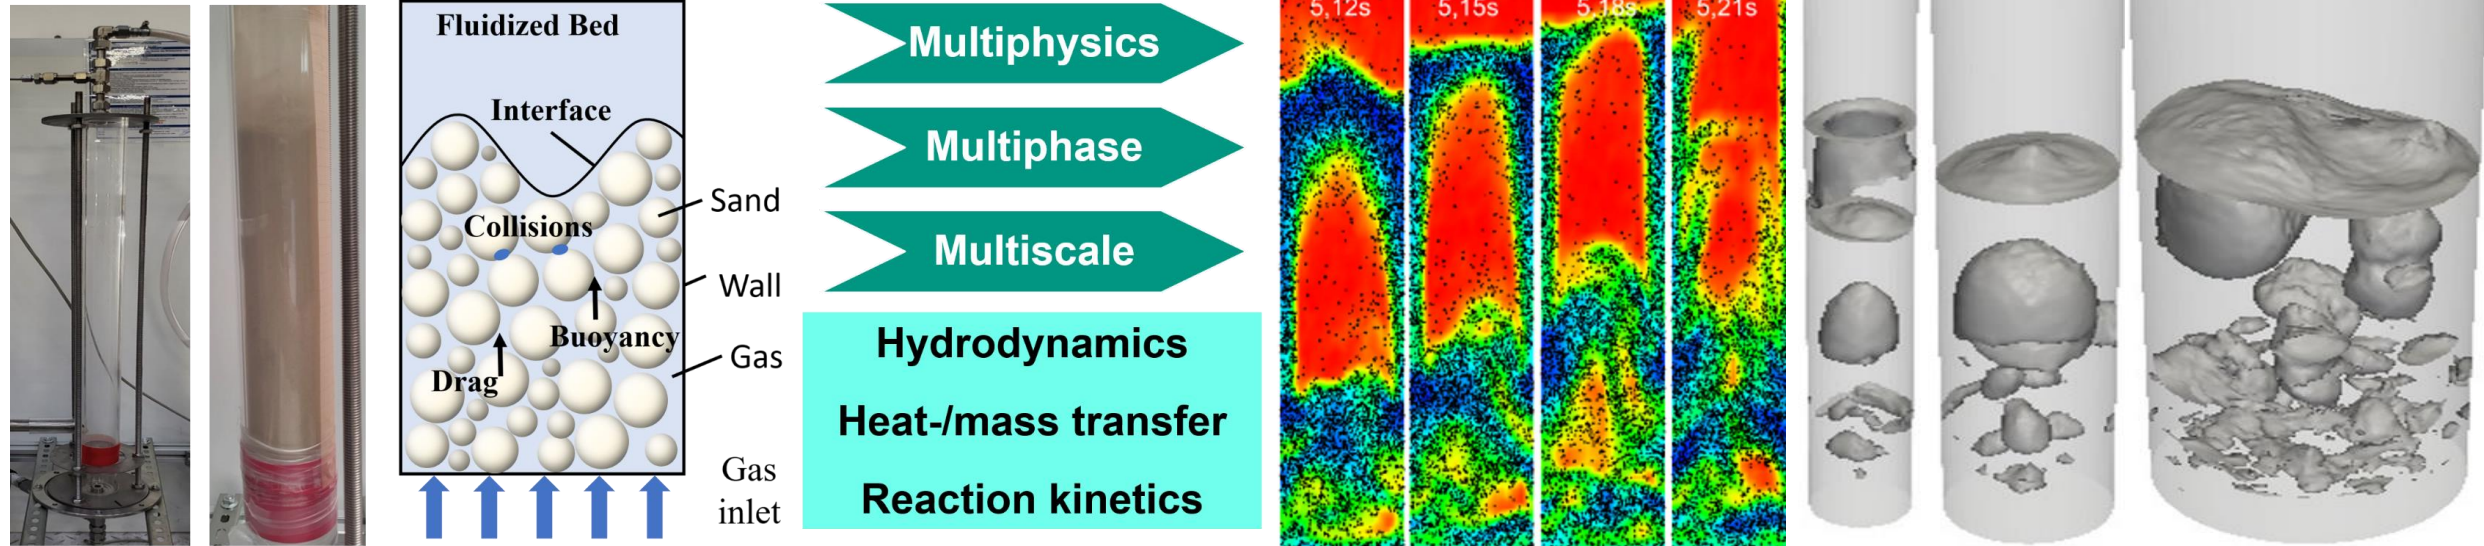 Fluidized Bed
Interface
Sand
Collisions
Wall
Buoyancy
Gas
Drag
Gas
inlet
Multiphysics
Multiphase
Multiscale
Hydrodynamics
Heat-/mass transfer
Reaction kinetics
5,12s
5,15s
5,18s
5,21s